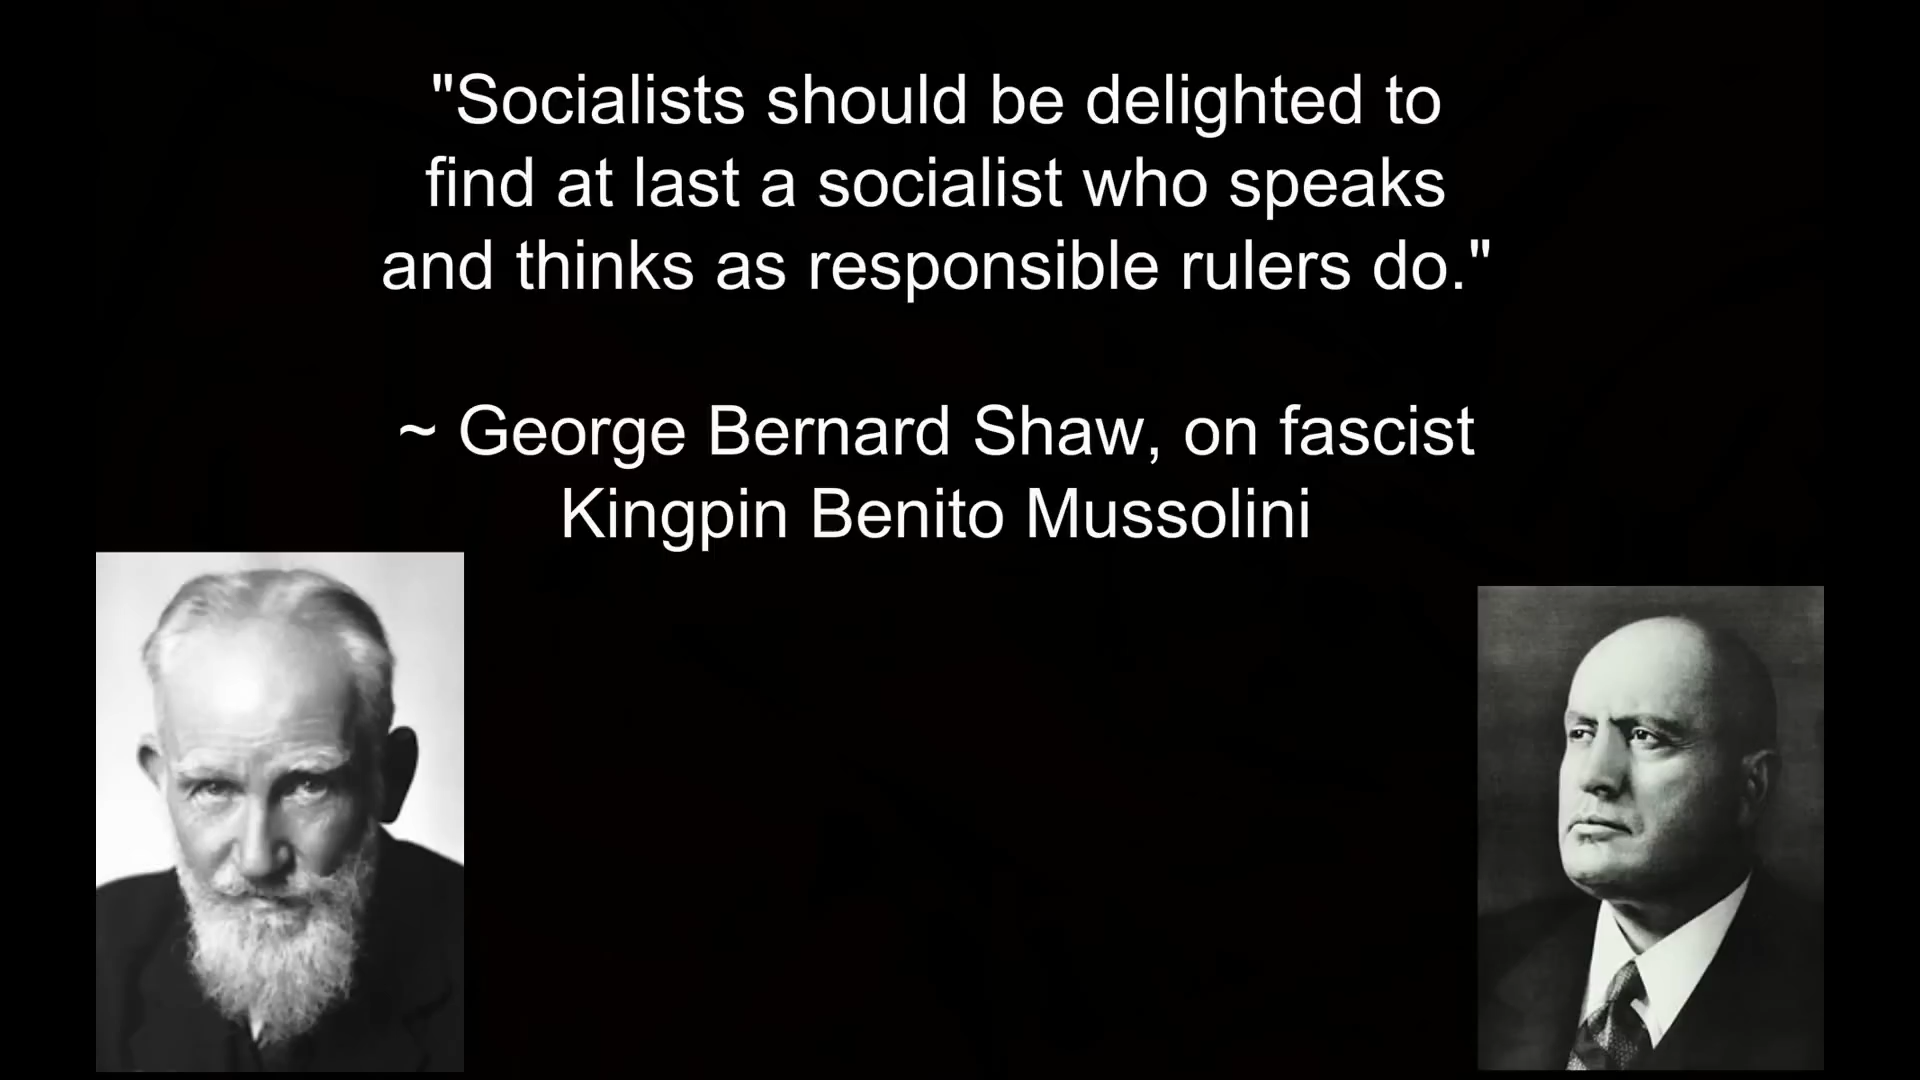 "Socialists should be delighted to
find at last a socialist who speaks
and thinks as responsible rulers do."
~ George Bernard Shaw, on fascist
Kingpin Benito Mussolini